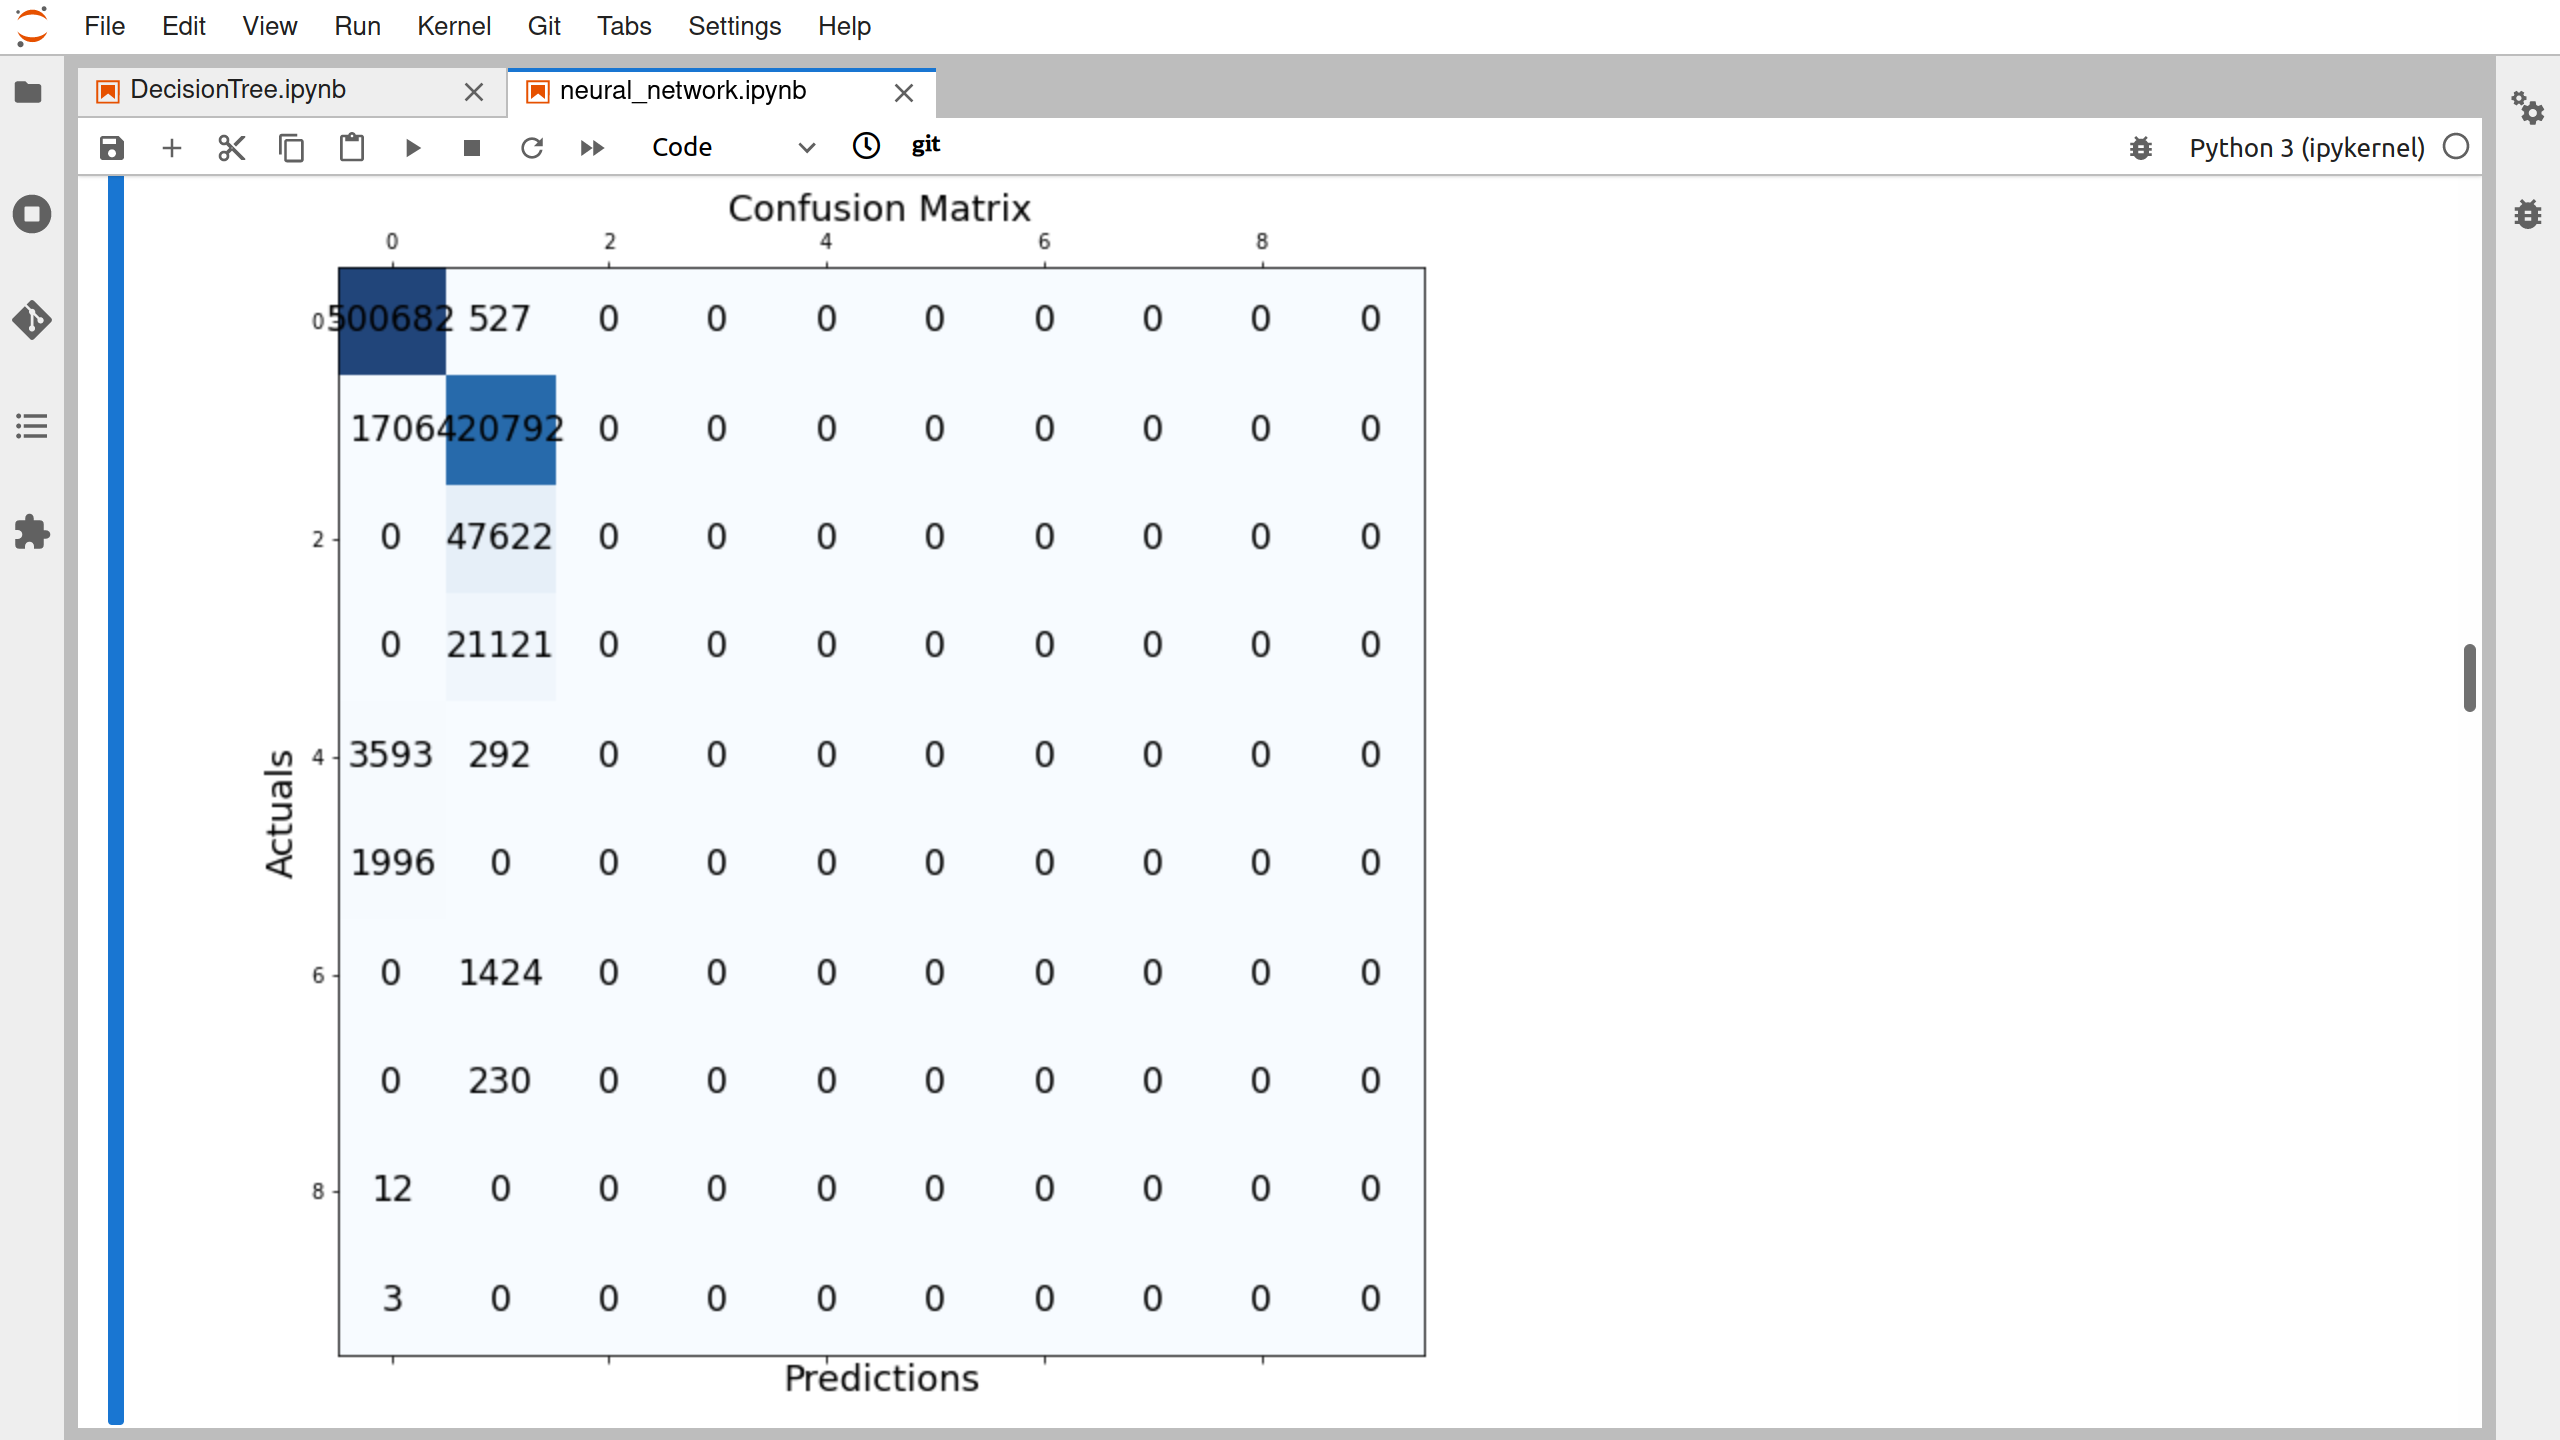 File Edit View Run Kernel Git Tabs Settings Help
DecisionTree.ipynb neural_network.ipynb
Code git Python 3 (ipykernel)
Confusion Matrix
0 2 4 6 8
0 500682 527 0 0 0 0 0 0 0 0
1706 420792 0 0 0 0 0 0 0 0
2 0 47622 0 0 0 0 0 0 0 0
0 21121 0 0 0 0 0 0 0 0
4 3593 292 0 0 0 0 0 0 0 0
1996 0 0 0 0 0 0 0 0 0
6 0 1424 0 0 0 0 0 0 0 0
0 230 0 0 0 0 0 0 0 0
8 12 0 0 0 0 0 0 0 0 0
3 0 0 0 0 0 0 0 0 0
Actuals
Predictions